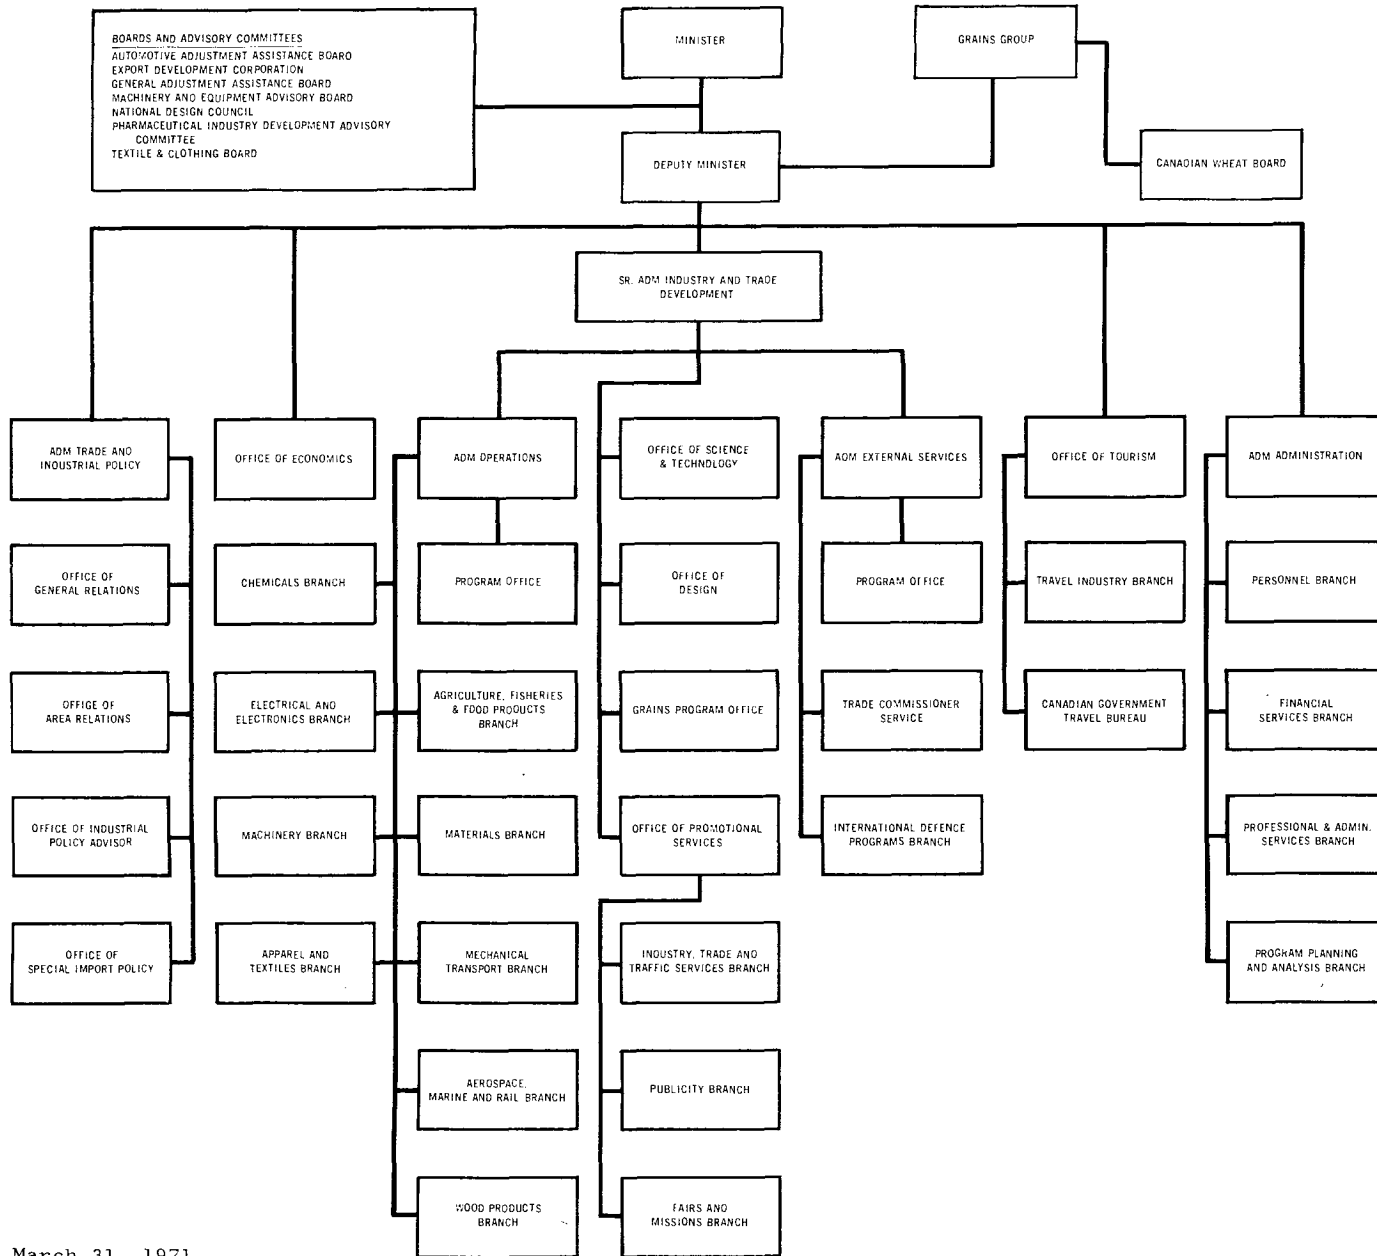 BOARDS AND ADVISORY COMMITTEES
AUTOMOTIVE ADJUSTMENT ASSISTANCE BOARD
EXPORT DEVELOPMENT CORPORATION
GENERAL ADJUSTMENT ASSISTANCE BOARD
MACHINERY AND EQUIPMENT ADVISORY BOARD
NATIONAL DESIGN COUNCIL
PHARMACEUTICAL INDUSTRY DEVELOPMENT ADVISORY
COMMITTEE
TEXTILE & CLOTHING BOARD
MINISTER
GRAINS GROUP
DEPUTY MINISTER
CANADIAN WHEAT BOARD
SR. ADM INDUSTRY AND TRADE
DEVELOPMENT
ADM TRADE AND
INDUSTRIAL POLICY
OFFICE OF ECONOMICS
ADM OPERATIONS
OFFICE OF SCIENCE
& TECHNOLOGY
ADM EXTERNAL SERVICES
OFFICE OF TOURISM
ADM ADMINISTRATION
OFFICE OF
GENERAL RELATIONS
CHEMICALS BRANCH
PROGRAM OFFICE
OFFICE OF
DESIGN
PROGRAM OFFICE
TRAVEL INDUSTRY BRANCH
PERSONNEL BRANCH
OFFICE OF
AREA RELATIONS
ELECTRICAL AND
ELECTRONICS BRANCH
AGRICULTURE, FISHERIES
& FOOD PRODUCTS
BRANCH
GRAINS PROGRAM OFFICE
TRADE COMMISSIONER
SERVICE
CANADIAN GOVERNMENT
TRAVEL BUREAU
FINANCIAL
SERVICES BRANCH
OFFICE OF INDUSTRIAL
POLICY ADVISOR
MACHINERY BRANCH
MATERIALS BRANCH
OFFICE OF PROMOTIONAL
SERVICES
INTERNATIONAL DEFENCE
PROGRAMS BRANCH
PROFESSIONAL & ADMIN.
SERVICES BRANCH
OFFICE OF
SPECIAL IMPORT POLICY
APPAREL AND
TEXTILES BRANCH
MECHANICAL
TRANSPORT BRANCH
INDUSTRY, TRADE AND
TRAFFIC SERVICES BRANCH
PROGRAM PLANNING
AND ANALYSIS BRANCH
AEROSPACE,
MARINE AND RAIL BRANCH
PUBLICITY BRANCH
WOOD PRODUCTS
BRANCH
FAIRS AND
MISSIONS BRANCH
March 31, 1971